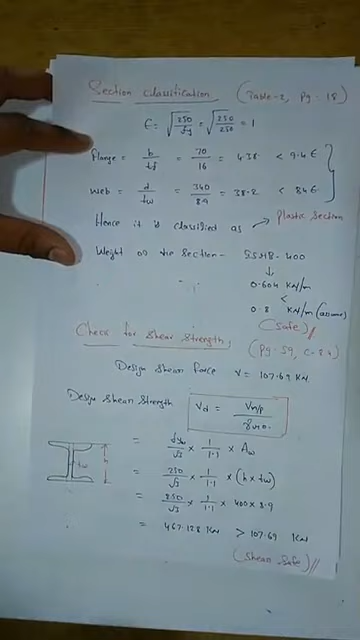 Section classification (Table-2, Pg-18)
ε = √250/fy = √250/250 = 1
flange = b/tf = 70/16 = 4.38 < 9.4ε
web = d/tw = 340/8.9 = 38.2 < 84ε
Hence it is classified as → plastic section
Weight on the section - ISMB-400
↓
0.604 KN/m
<
0.8 KN/m (assume)
(Safe)
Check for shear strength; (Pg-59, C-8.4)
Design shear force V = 107.69 KN
Design shear strength Vd = Vn/p / γmo
= fyw/√3 × 1/1.1 × Aw
tw h
= 250/√3 × 1/1.1 × (h × tw)
= 250/√3 × 1/1.1 × 400 × 8.9
= 467.128 KN > 107.69 KN
(Shear Safe)